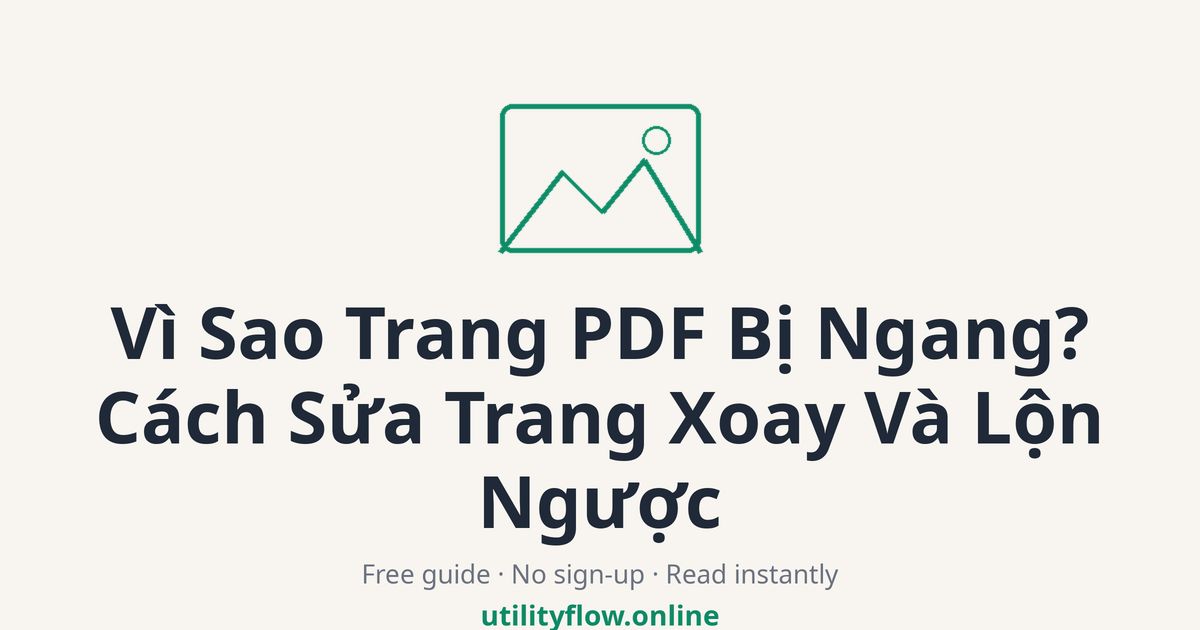 Vì Sao Trang PDF Bị Ngang?
Cách Sửa Trang Xoay Và Lộn
Ngược
Free guide · No sign-up · Read instantly
utilityflow.online